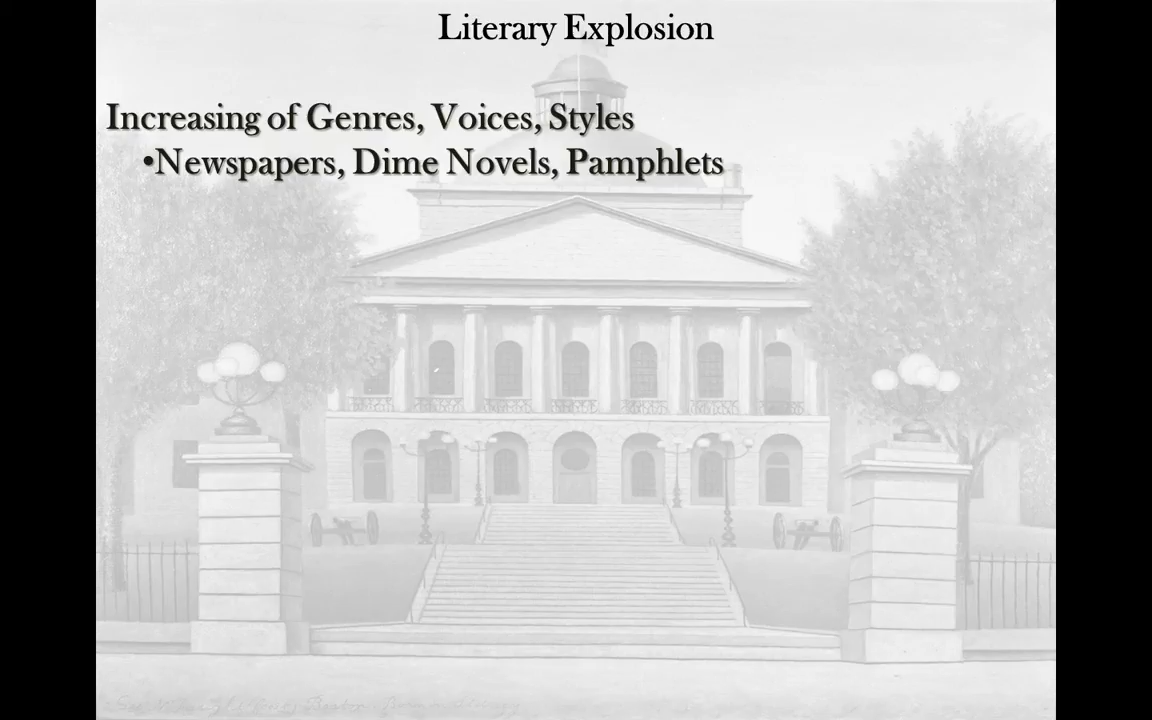 Literary Explosion
Increasing of Genres, Voices, Styles
•Newspapers, Dime Novels, Pamphlets